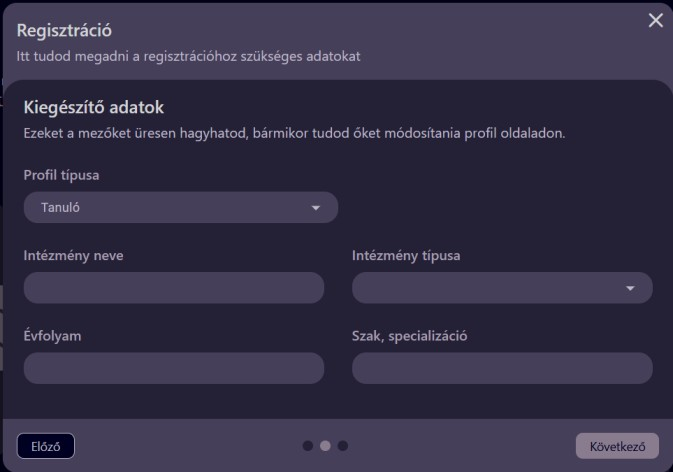 Regisztráció
Itt tudod megadni a regisztrációhoz szükséges adatokat
Kiegészítő adatok
Ezeket a mezőket üresen hagyhatod, bármikor tudod őket módosítania profil oldaladon.
Profil típusa
Tanuló
Intézmény neve
Intézmény típusa
Évfolyam
Szak, specializáció
Előző
Következő